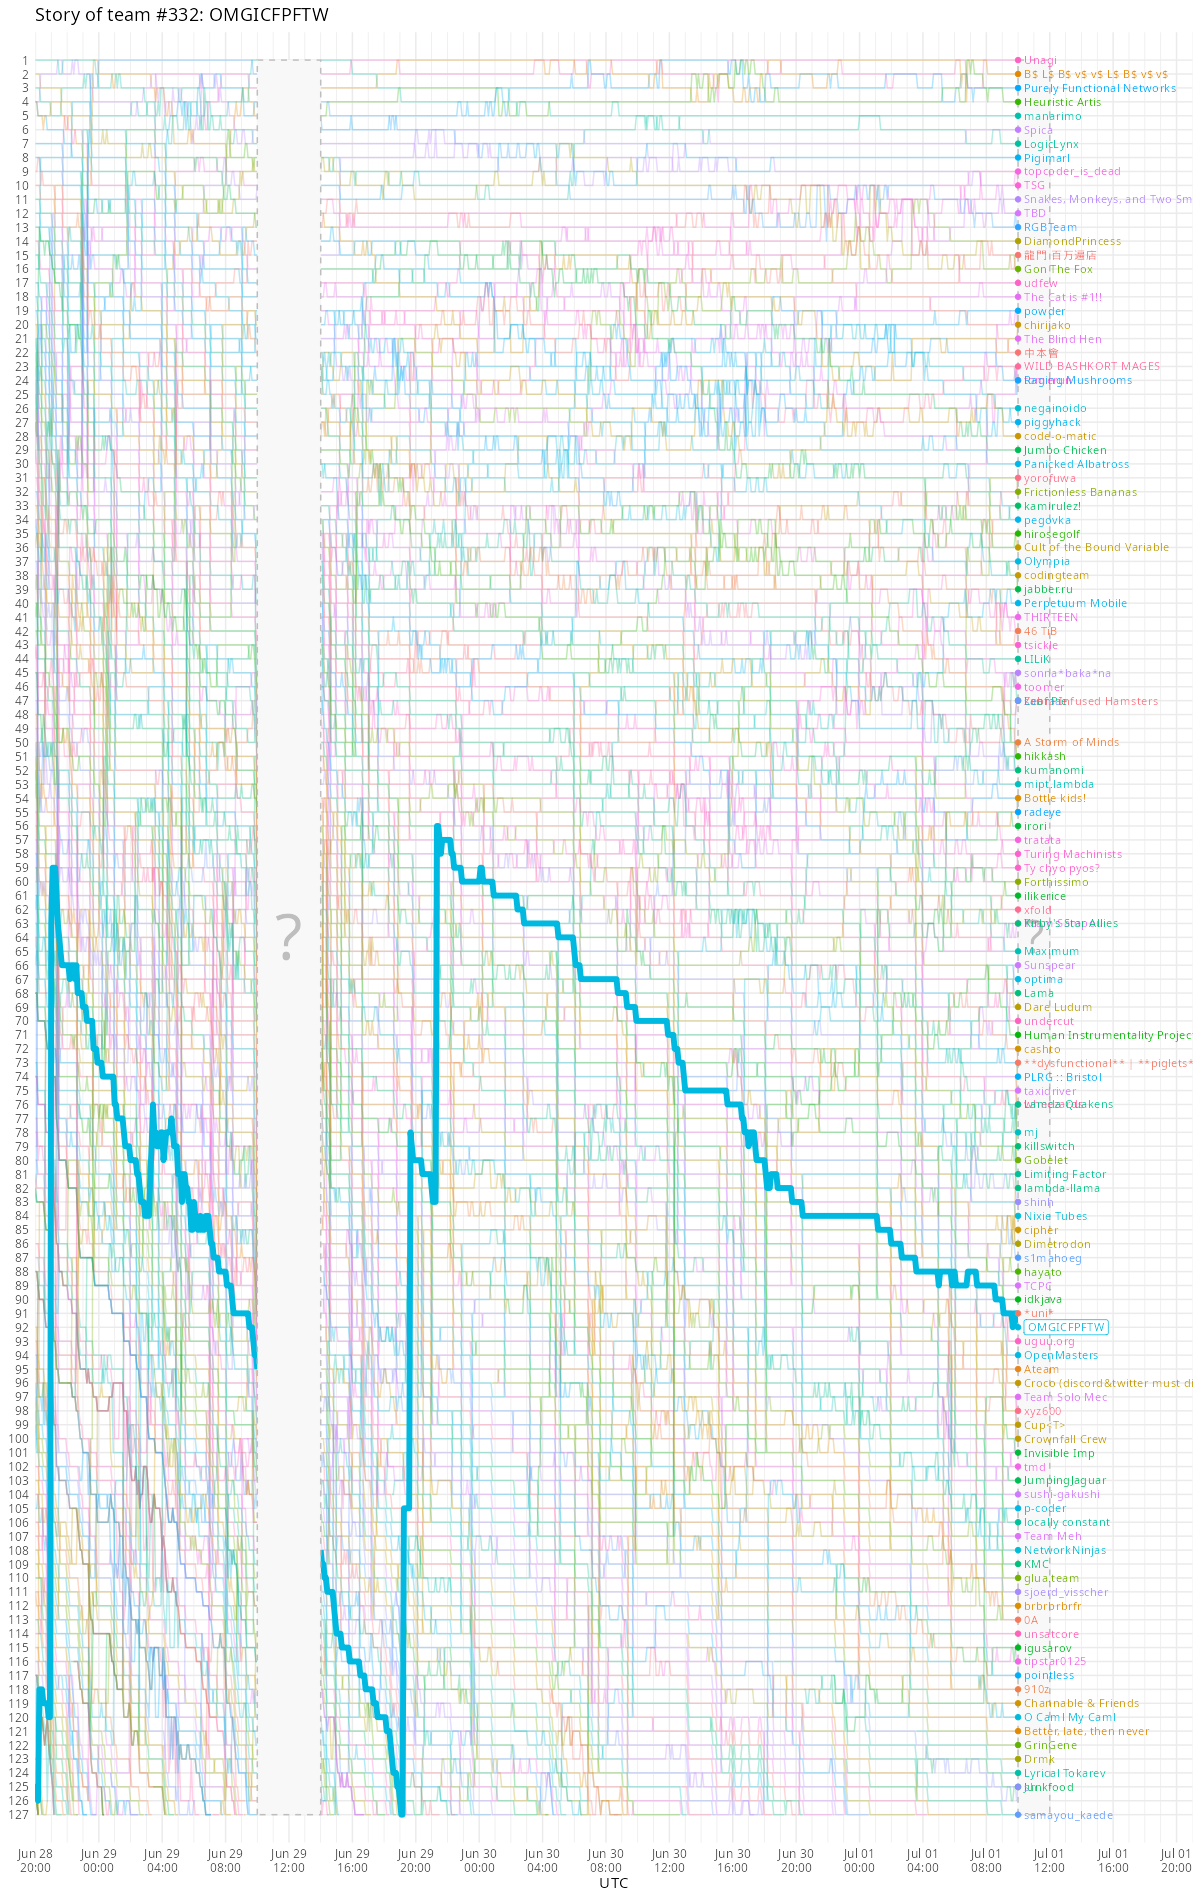 Story of team #332: OMGICFPFTW
1 Unagi
2 B$ L$ B$ v$ v$ L$ B$ v$ v$
3 Purely Functional Networks
4 Heuristic Artis
5 manarimo
6 Spica
7 LogicLynx
8 Pigimarl
9 topcoder_is_dead
10 TSG
11 Snakes, Monkeys, and Two Sm
12 TBD
13 RGBTeam
14 DiamondPrincess
15 龍門 百万遍店
16 Gon The Fox
17 udfew
18 The Cat is #1!!
19 powder
20 chirijako
21 The Blind Hen
22 中本會
23 WILD BASHKORT MAGES
24 Raging Mushrooms
25
26 negainoido
27 piggyhack
28 code-o-matic
29 Jumbo Chicken
30 Panicked Albatross
31 yorofuwa
32 Frictionless Bananas
33 kamirulez!
34 pegovka
35 hirosegolf
36 Cult of the Bound Variable
37 Olympia
38 codingteam
39 jabber.ru
40 Perpetuum Mobile
41 THIRTEEN
42 46 TiB
43 tsickle
44 LILiK
45 sonna*baka*na
46 toomer
47 Infused Hamsters
48
49
50 A Storm of Minds
51 hikkash
52 kumanomi
53 mipt.lambda
54 Bottle kids!
55 radeye
56 irori
57 tratata
58 Turing Machinists
59 Ty chyo pyos?
60 Forthissimo
61 ilikerice
62 xfold
63 Kirby's Star Allies
? ?
64
65 Maximum
66 Sunspear
67 optima
68 Lama
69 Dare Ludum
70 undercut
71 Human Instrumentality Projec
72 cashto
73 **dysfunctional** | **piglets*
74 PLRG :: Bristol
75 taxidriver
76 Lambda Quakens
77
78 mj
79 killswitch
80 Gobelet
81 Limiting Factor
82 lambda-llama
83 shinh
84 Nixie Tubes
85 cipher
86 Dimetrodon
87 s1mahoeg
88 hayato
89 TCPC
90 idkjava
91 *uni*
92 OMGICFPFTW
93 uguu.org
94 OpenMasters
95 Ateam
96 Croco (discord&twitter must di
97 Team Solo Mec
98 xyz600
99 Cup<T>
100 Crownfall Crew
101 Invisible Imp
102 tmd
103 JumpingJaguar
104 sushi-gakushi
105 p-coder
106 locally constant
107 Team Meh
108 NetworkNinjas
109 KMC
110 glua.team
111 sjoerd_visscher
112 brbrbrbrfr
113 0A
114 unsatcore
115 igusarov
116 tipstar0125
117 pointless
118 910z
119 Channable & Friends
120 O Caml My Caml
121 Better, late, then never
122 GrinGene
123 Drmk
124 Lyrical Tokarev
125 Junkfood
126
127 samayou_kaede
Jun 28 Jun 29 Jun 29 Jun 29 Jun 29 Jun 29 Jun 29 Jun 30 Jun 30 Jun 30 Jun 30 Jun 30 Jun 30 Jul 01 Jul 01 Jul 01 Jul 01 Jul 01 Jul 01
20:00 00:00 04:00 08:00 12:00 16:00 20:00 00:00 04:00 08:00 12:00 16:00 20:00 00:00 04:00 08:00 12:00 16:00 20:00
UTC